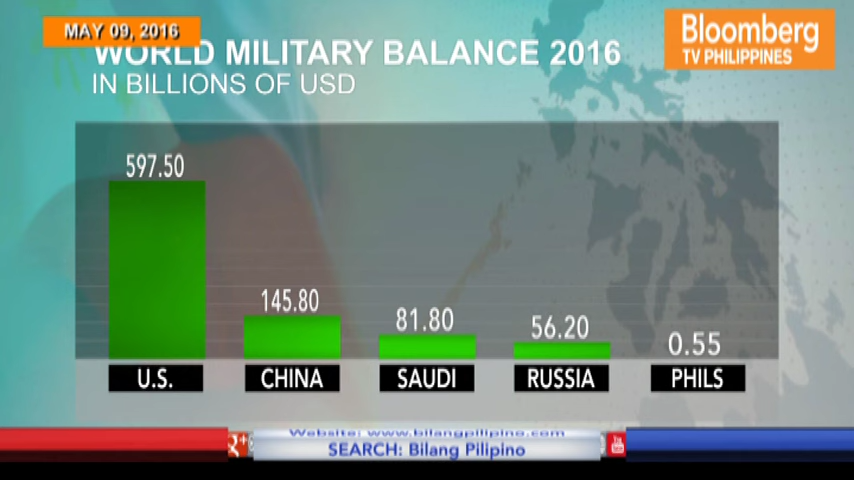 MAY 09, 2016
Bloomberg
TV PHILIPPINES
WORLD MILITARY BALANCE 2016
IN BILLIONS OF USD
597.50
145.80
81.80
56.20
0.55
U.S.
CHINA
SAUDI
RUSSIA
PHILS
g+
Website: www.bilangpilipino.com
SEARCH: Bilang Pilipino